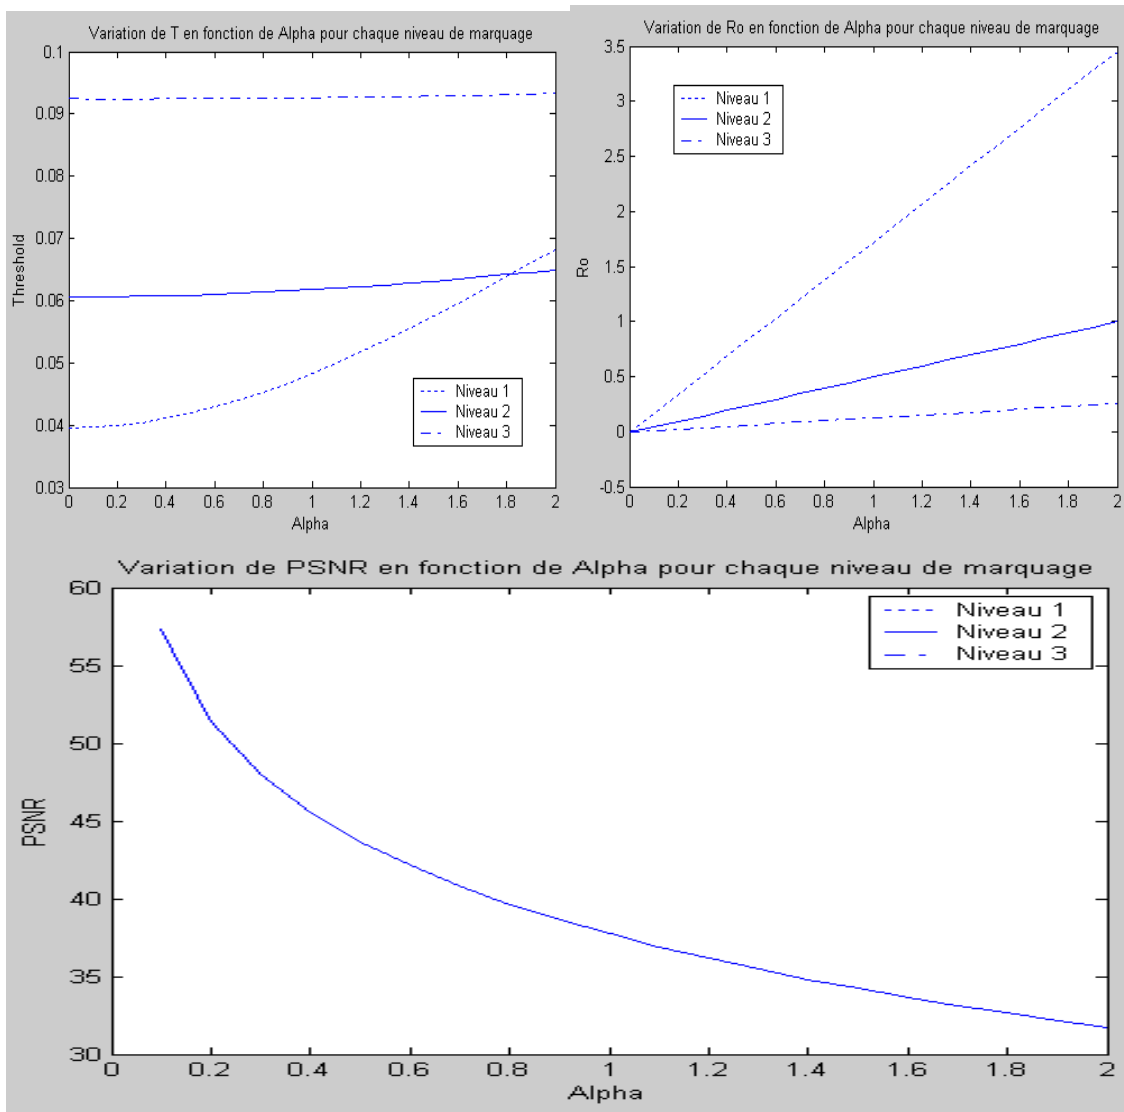 Variation de T en fonction de Alpha pour chaque niveau de marquage
0.1
0.09
0.08
0.07
0.06
0.05
0.04
0.03
Threshold
Niveau 1
Niveau 2
Niveau 3
0 0.2 0.4 0.6 0.8 1 1.2 1.4 1.6 1.8 2
Alpha
Variation de Ro en fonction de Alpha pour chaque niveau de marquage
3.5
3
2.5
2
1.5
1
0.5
0
-0.5
Ro
Niveau 1
Niveau 2
Niveau 3
0 0.2 0.4 0.6 0.8 1 1.2 1.4 1.6 1.8 2
Alpha
Variation de PSNR en fonction de Alpha pour chaque niveau de marquage
60
55
50
45
40
35
30
PSNR
Niveau 1
Niveau 2
Niveau 3
0 0.2 0.4 0.6 0.8 1 1.2 1.4 1.6 1.8 2
Alpha